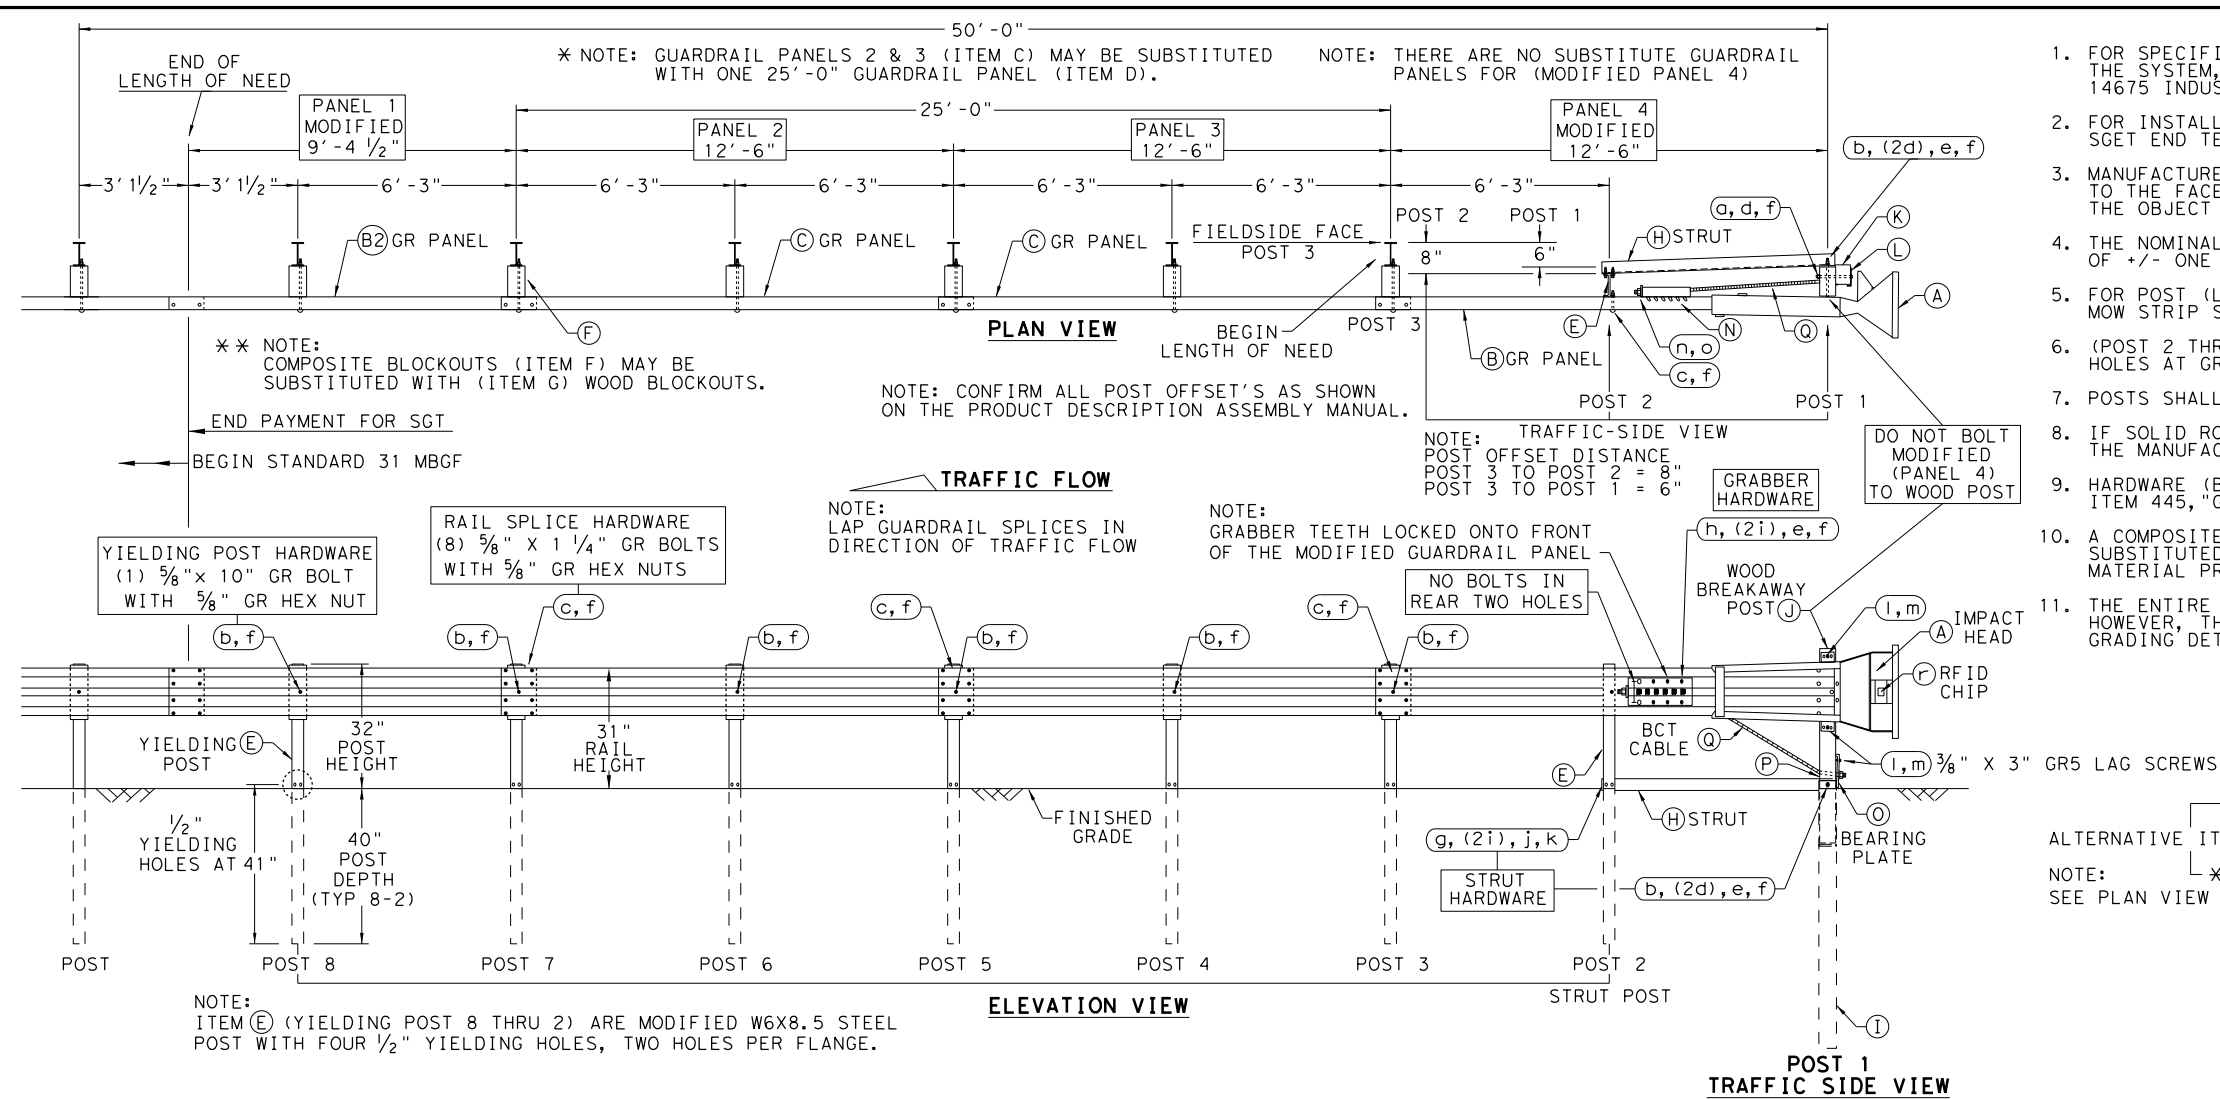 50'-0"
* NOTE: GUARDRAIL PANELS 2 & 3 (ITEM C) MAY BE SUBSTITUTED
WITH ONE 25'-0" GUARDRAIL PANEL (ITEM D).
NOTE: THERE ARE NO SUBSTITUTE GUARDRAIL
PANELS FOR (MODIFIED PANEL 4)
END OF
LENGTH OF NEED
PANEL 1
MODIFIED
9'-4 1/2"
25'-0"
PANEL 2
12'-6"
PANEL 3
12'-6"
PANEL 4
MODIFIED
12'-6"
b, (2d), e, f
3' 1 1/2"
3' 1 1/2"
6'-3"
6'-3"
6'-3"
6'-3"
6'-3"
6'-3"
POST 2
POST 1
8"
6"
a, d, f
K
L
H STRUT
B2 GR PANEL
C GR PANEL
C GR PANEL
FIELDSIDE FACE
POST 3
A
F
PLAN VIEW
BEGIN
LENGTH OF NEED
POST 3
E
N
Q
n, o
c, f
B GR PANEL
** NOTE:
COMPOSITE BLOCKOUTS (ITEM F) MAY BE
SUBSTITUTED WITH (ITEM G) WOOD BLOCKOUTS.
NOTE: CONFIRM ALL POST OFFSET'S AS SHOWN
ON THE PRODUCT DESCRIPTION ASSEMBLY MANUAL.
POST 2
POST 1
TRAFFIC-SIDE VIEW
NOTE:
POST OFFSET DISTANCE
POST 3 TO POST 2 = 8"
POST 3 TO POST 1 = 6"
DO NOT BOLT
MODIFIED
(PANEL 4)
TO WOOD POST
END PAYMENT FOR SGT
BEGIN STANDARD 31 MBGF
TRAFFIC FLOW
NOTE:
LAP GUARDRAIL SPLICES IN
DIRECTION OF TRAFFIC FLOW
GRABBER
HARDWARE
NOTE:
GRABBER TEETH LOCKED ONTO FRONT
OF THE MODIFIED GUARDRAIL PANEL
h, (2i), e, f
YIELDING POST HARDWARE
(1) 5/8"x 10" GR BOLT
WITH 5/8" GR HEX NUT
RAIL SPLICE HARDWARE
(8) 5/8" X 1 1/4" GR BOLTS
WITH 5/8" GR HEX NUTS
NO BOLTS IN
REAR TWO HOLES
WOOD
BREAKAWAY
POST J
l, m
A IMPACT
HEAD
r RFID
CHIP
c, f
c, f
c, f
b, f
b, f
b, f
b, f
b, f
b, f
YIELDING E
POST
32"
POST
HEIGHT
31"
RAIL
HEIGHT
BCT
CABLE
Q
E
P
l, m 3/8" X 3" GR5 LAG SCREWS
1/2"
YIELDING
HOLES AT 41"
40"
POST
DEPTH
(TYP 8-2)
FINISHED
GRADE
H STRUT
O
BEARING
PLATE
g, (2i), j, k
STRUT
HARDWARE
b, (2d), e, f
POST
POST 8
POST 7
POST 6
POST 5
POST 4
POST 3
POST 2
STRUT POST
ELEVATION VIEW
NOTE:
ITEM E (YIELDING POST 8 THRU 2) ARE MODIFIED W6X8.5 STEEL
POST WITH FOUR 1/2" YIELDING HOLES, TWO HOLES PER FLANGE.
I
POST 1
TRAFFIC SIDE VIEW
1. FOR SPECIFI
THE SYSTEM,
14675 INDUS
2. FOR INSTALL
SGET END TE
3. MANUFACTURE
TO THE FACE
THE OBJECT
4. THE NOMINAL
OF +/- ONE
5. FOR POST (L
MOW STRIP S
6. (POST 2 THR
HOLES AT GR
7. POSTS SHALL
8. IF SOLID RO
THE MANUFAC
9. HARDWARE (B
ITEM 445,"G
10. A COMPOSITE
SUBSTITUTED
MATERIAL PR
11. THE ENTIRE
HOWEVER, TH
GRADING DET
ALTERNATIVE IT
NOTE: *
SEE PLAN VIEW